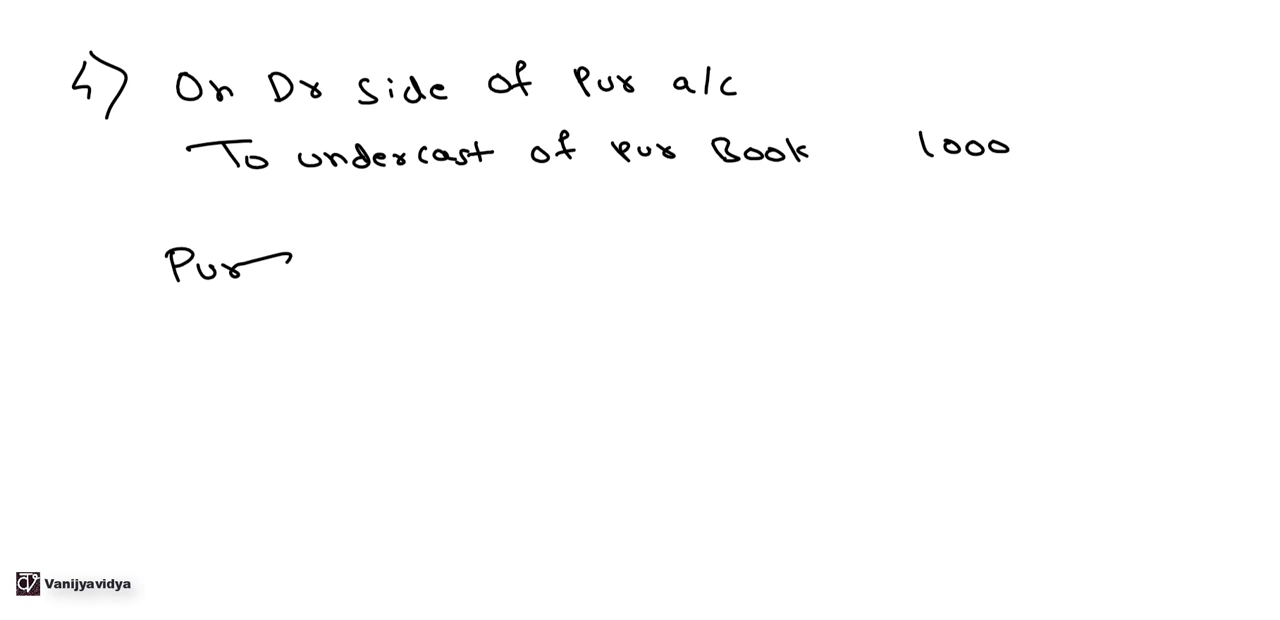 4) On Dr side of Pur a/c
To undercast of pur Book 1000
Pur
वा Vanijyavidya